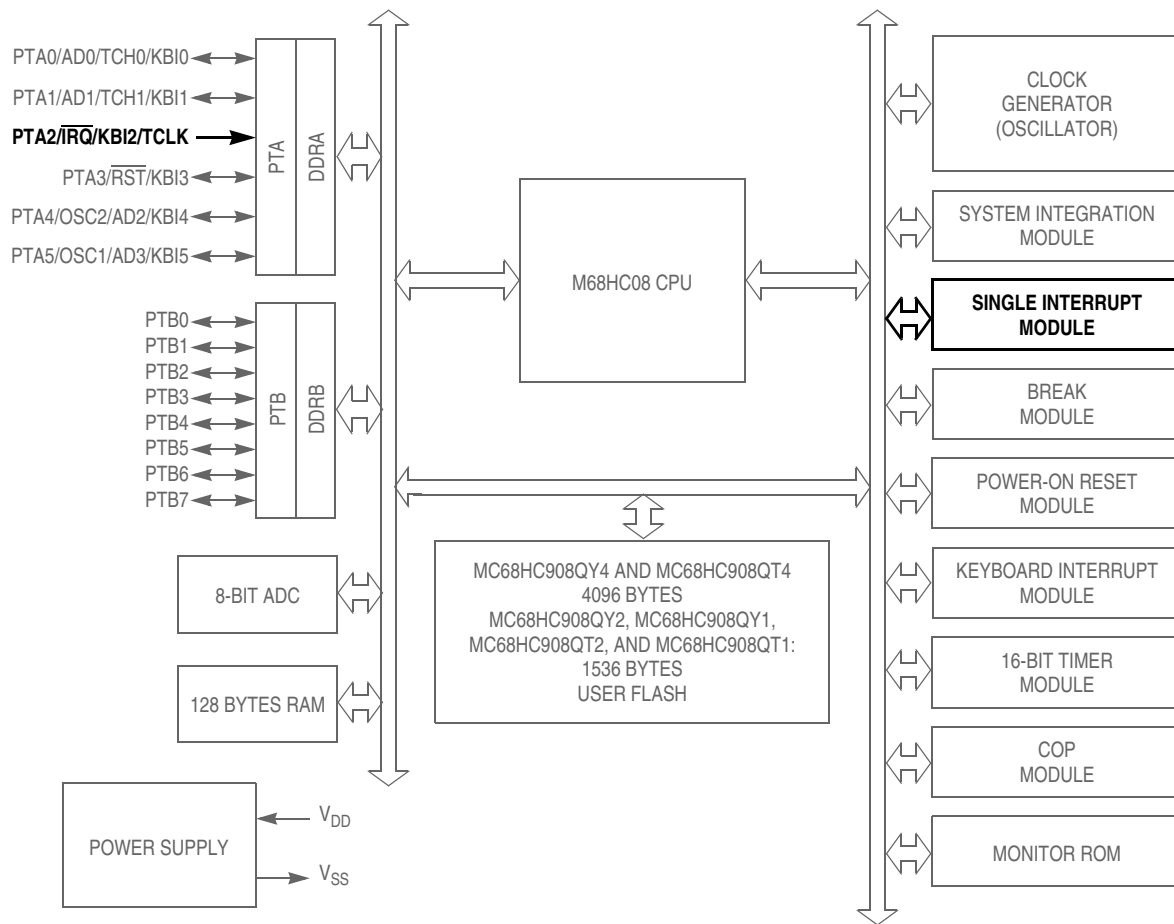 PTA0/AD0/TCH0/KBI0
PTA1/AD1/TCH1/KBI1
PTA2/I̅R̅Q̅/KBI2/TCLK
PTA3/R̅S̅T̅/KBI3
PTA4/OSC2/AD2/KBI4
PTA5/OSC1/AD3/KBI5
PTA
DDRA
PTB0
PTB1
PTB2
PTB3
PTB4
PTB5
PTB6
PTB7
PTB
DDRB
8-BIT ADC
128 BYTES RAM
POWER SUPPLY
VDD
VSS
M68HC08 CPU
MC68HC908QY4 AND MC68HC908QT4
4096 BYTES
MC68HC908QY2, MC68HC908QY1,
MC68HC908QT2, AND MC68HC908QT1:
1536 BYTES
USER FLASH
CLOCK
GENERATOR
(OSCILLATOR)
SYSTEM INTEGRATION
MODULE
SINGLE INTERRUPT
MODULE
BREAK
MODULE
POWER-ON RESET
MODULE
KEYBOARD INTERRUPT
MODULE
16-BIT TIMER
MODULE
COP
MODULE
MONITOR ROM